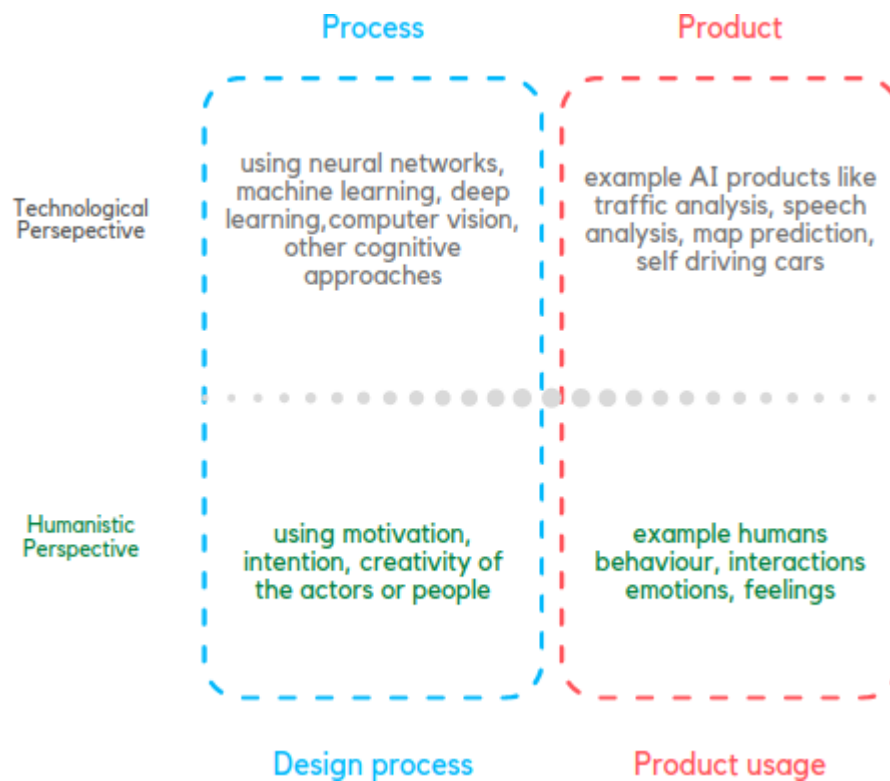 Process
Product
Technological
Persepective
using neural networks,
machine learning, deep
learning,computer vision,
other cognitive
approaches
example AI products like
traffic analysis, speech
analysis, map prediction,
self driving cars
Humanistic
Perspective
using motivation,
intention, creativity of
the actors or people
example humans
behaviour, interactions
emotions, feelings
Design process
Product usage